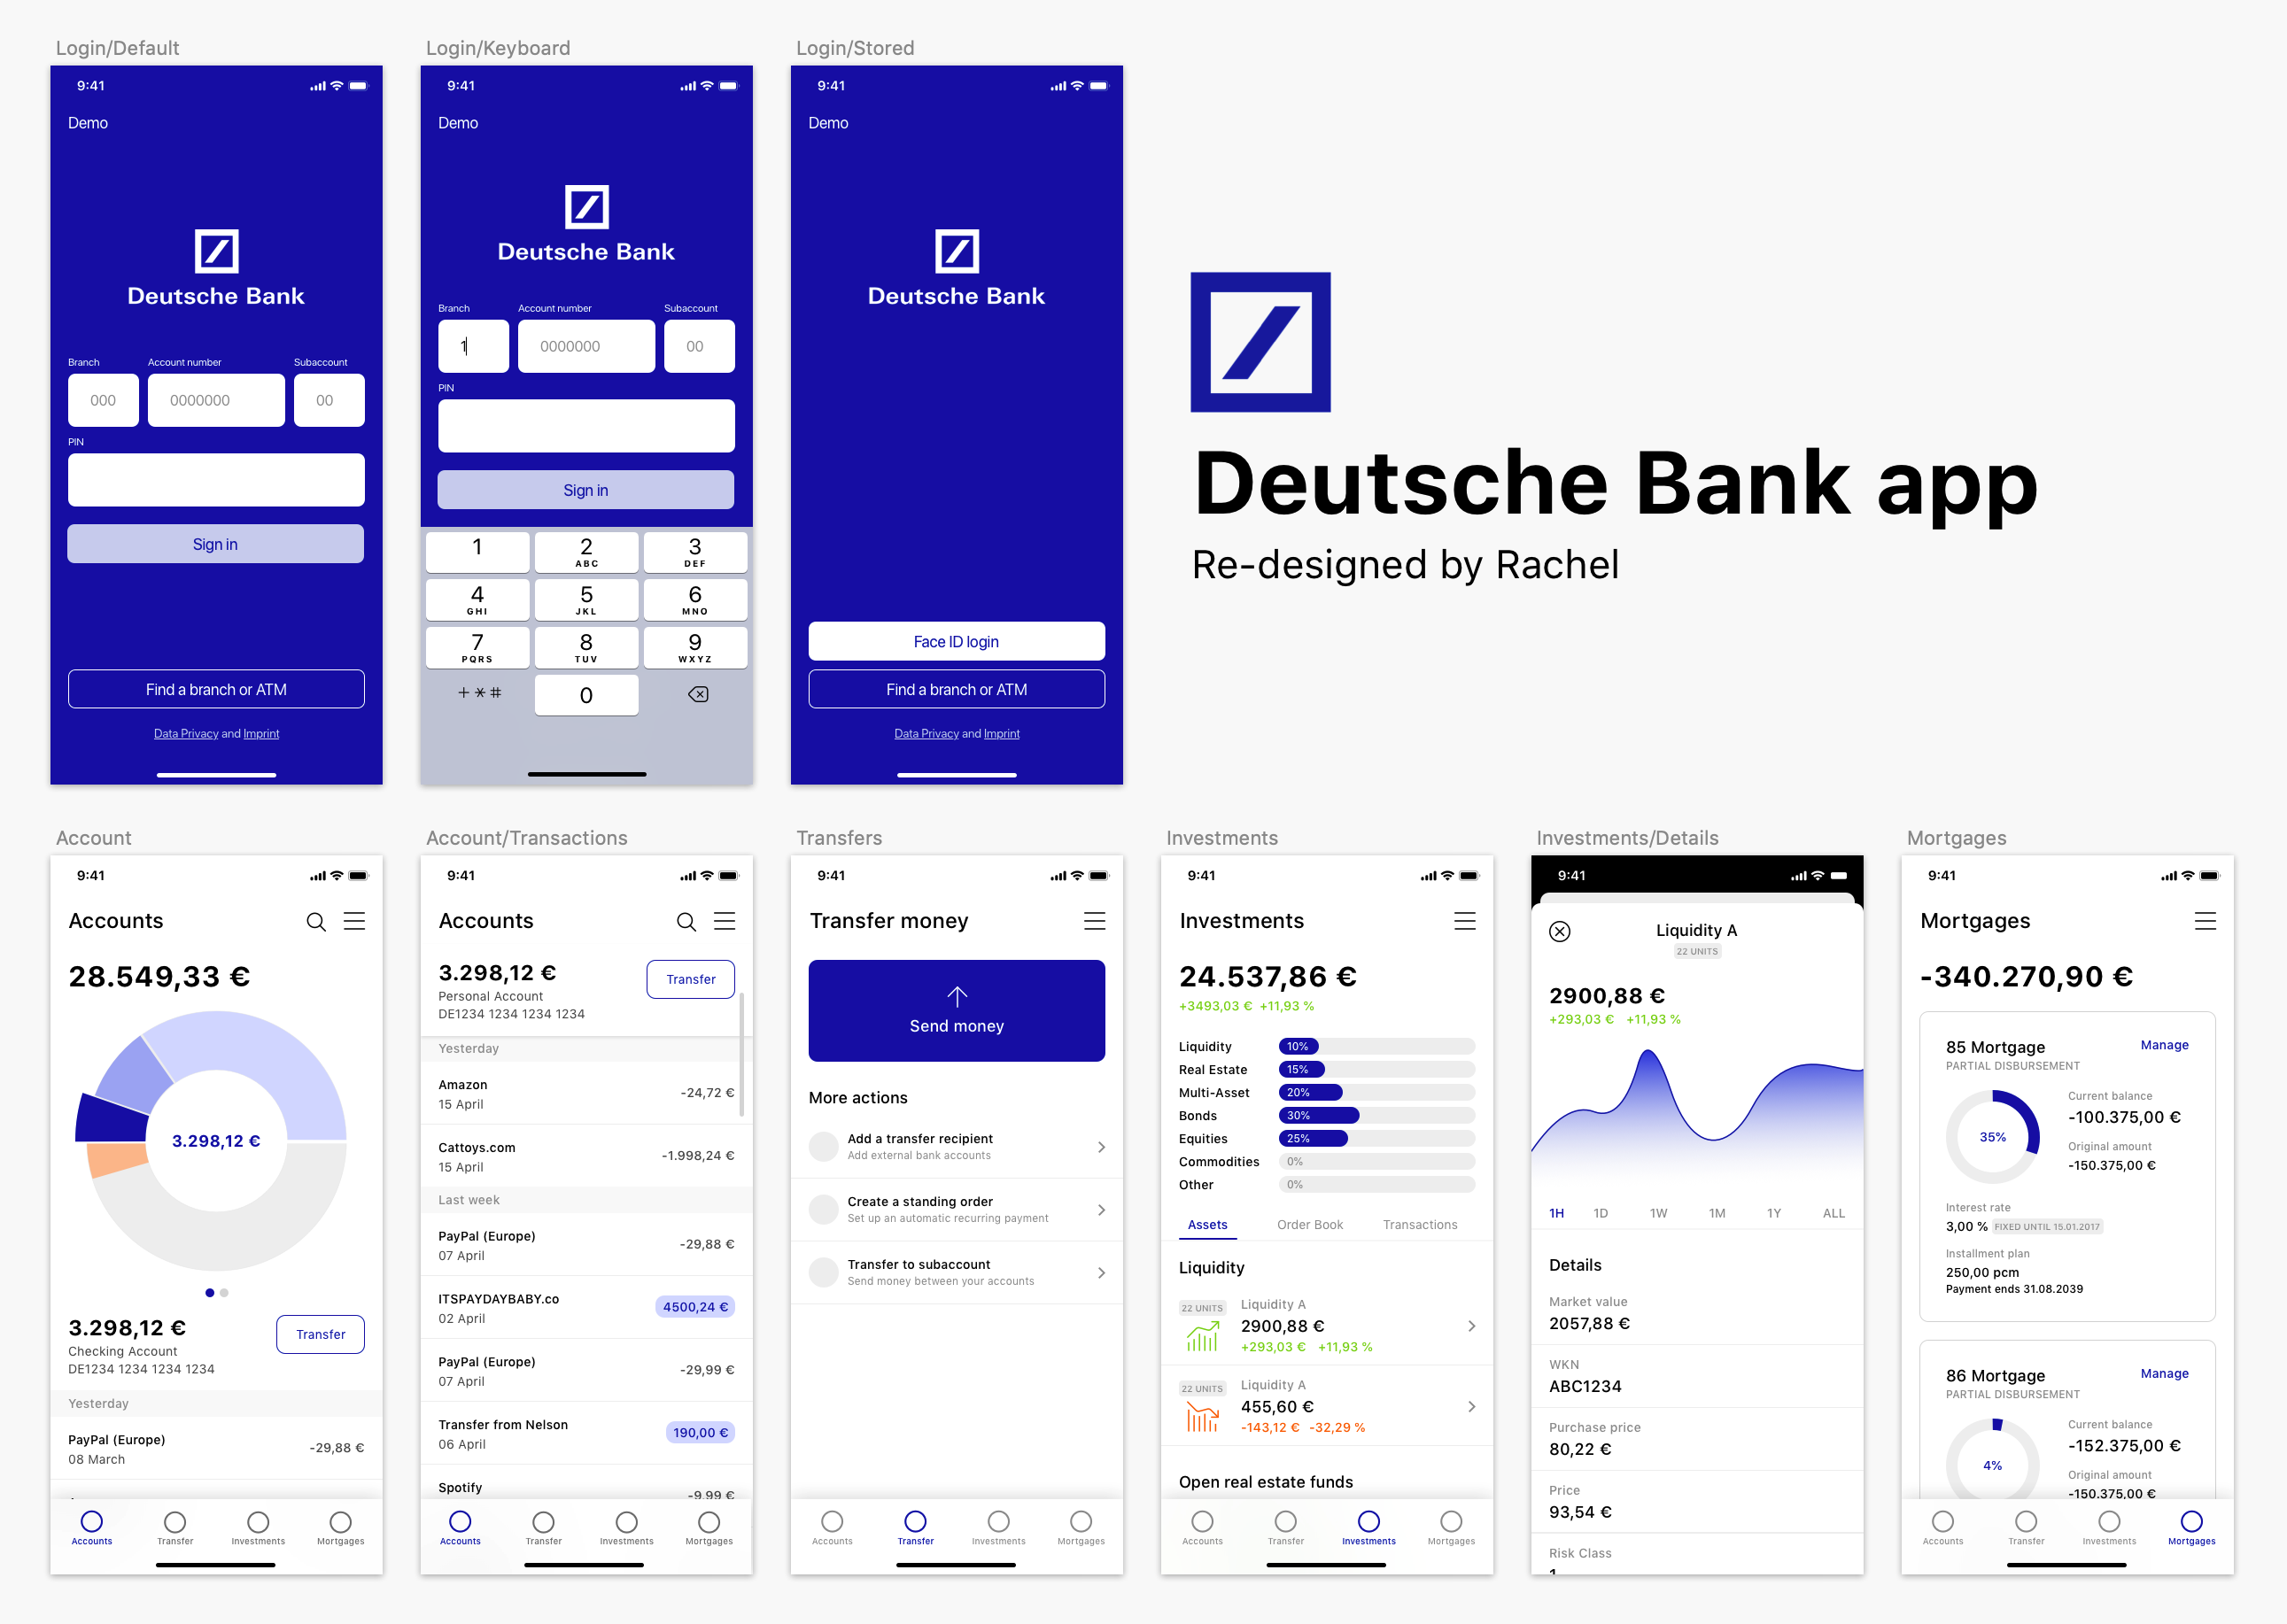 Login/Default
9:41
Demo
Deutsche Bank
Branch Account number Subaccount
000 0000000 00
PIN
Sign in
Find a branch or ATM
Data Privacy and Imprint
Login/Keyboard
9:41
Demo
Deutsche Bank
Branch Account number Subaccount
1 0000000 00
PIN
Sign in
1 2 3
ABC DEF
4 5 6
GHI JKL MNO
7 8 9
PQRS TUV WXYZ
+ * # 0
Login/Stored
9:41
Demo
Deutsche Bank
Face ID login
Find a branch or ATM
Data Privacy and Imprint
Deutsche Bank app
Re-designed by Rachel
Account
9:41
Accounts
28.549,33 €
3.298,12 €
3.298,12 €
Transfer
Checking Account
DE1234 1234 1234 1234
Yesterday
PayPal (Europe)
08 March
-29,88 €
Accounts Transfer Investments Mortgages
Account/Transactions
9:41
Accounts
3.298,12 €
Transfer
Personal Account
DE1234 1234 1234 1234
Yesterday
Amazon
15 April
-24,72 €
Cattoys.com
15 April
-1.998,24 €
Last week
PayPal (Europe)
07 April
-29,88 €
ITSPAYDAYBABY.co
02 April
4500,24 €
PayPal (Europe)
07 April
-29,99 €
Transfer from Nelson
06 April
190,00 €
Spotify
-9,99 €
Accounts Transfer Investments Mortgages
Transfers
9:41
Transfer money
Send money
More actions
Add a transfer recipient
Add external bank accounts
Create a standing order
Set up an automatic recurring payment
Transfer to subaccount
Send money between your accounts
Accounts Transfer Investments Mortgages
Investments
9:41
Investments
24.537,86 €
+3493,03 € +11,93 %
Liquidity 10%
Real Estate 15%
Multi-Asset 20%
Bonds 30%
Equities 25%
Commodities 0%
Other 0%
Assets Order Book Transactions
Liquidity
22 UNITS
Liquidity A
2900,88 €
+293,03 € +11,93 %
22 UNITS
Liquidity A
455,60 €
-143,12 € -32,29 %
Open real estate funds
Accounts Transfer Investments Mortgages
Investments/Details
9:41
Liquidity A
22 UNITS
2900,88 €
+293,03 € +11,93 %
1H 1D 1W 1M 1Y ALL
Details
Market value
2057,88 €
WKN
ABC1234
Purchase price
80,22 €
Price
93,54 €
Risk Class
1
Mortgages
9:41
Mortgages
-340.270,90 €
85 Mortgage
Manage
PARTIAL DISBURSEMENT
35%
Current balance
-100.375,00 €
Original amount
-150.375,00 €
Interest rate
3,00 % FIXED UNTIL 15.01.2017
Installment plan
250,00 pcm
Payment ends 31.08.2039
86 Mortgage
Manage
PARTIAL DISBURSEMENT
4%
Current balance
-152.375,00 €
Original amount
-150.375,00 €
Accounts Transfer Investments Mortgages